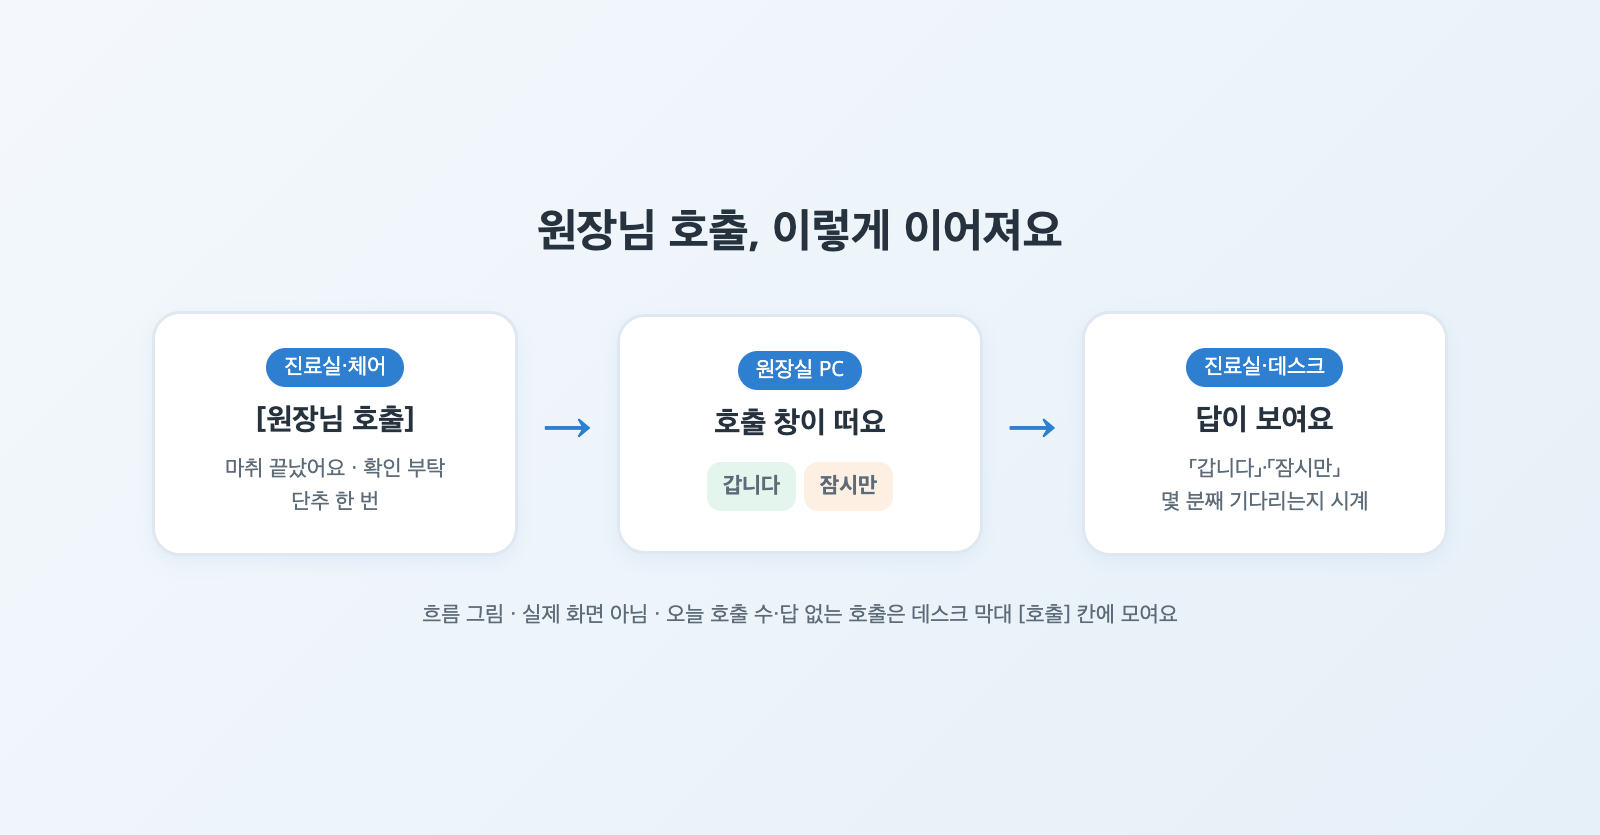 원장님 호출, 이렇게 이어져요
진료실·체어
[원장님 호출]
마취 끝났어요 · 확인 부탁
단추 한 번
→
원장실 PC
호출 창이 떠요
갑니다
잠시만
→
진료실·데스크
답이 보여요
「갑니다」·「잠시만」
몇 분째 기다리는지 시계
흐름 그림 · 실제 화면 아님 · 오늘 호출 수·답 없는 호출은 데스크 막대 [호출] 칸에 모여요